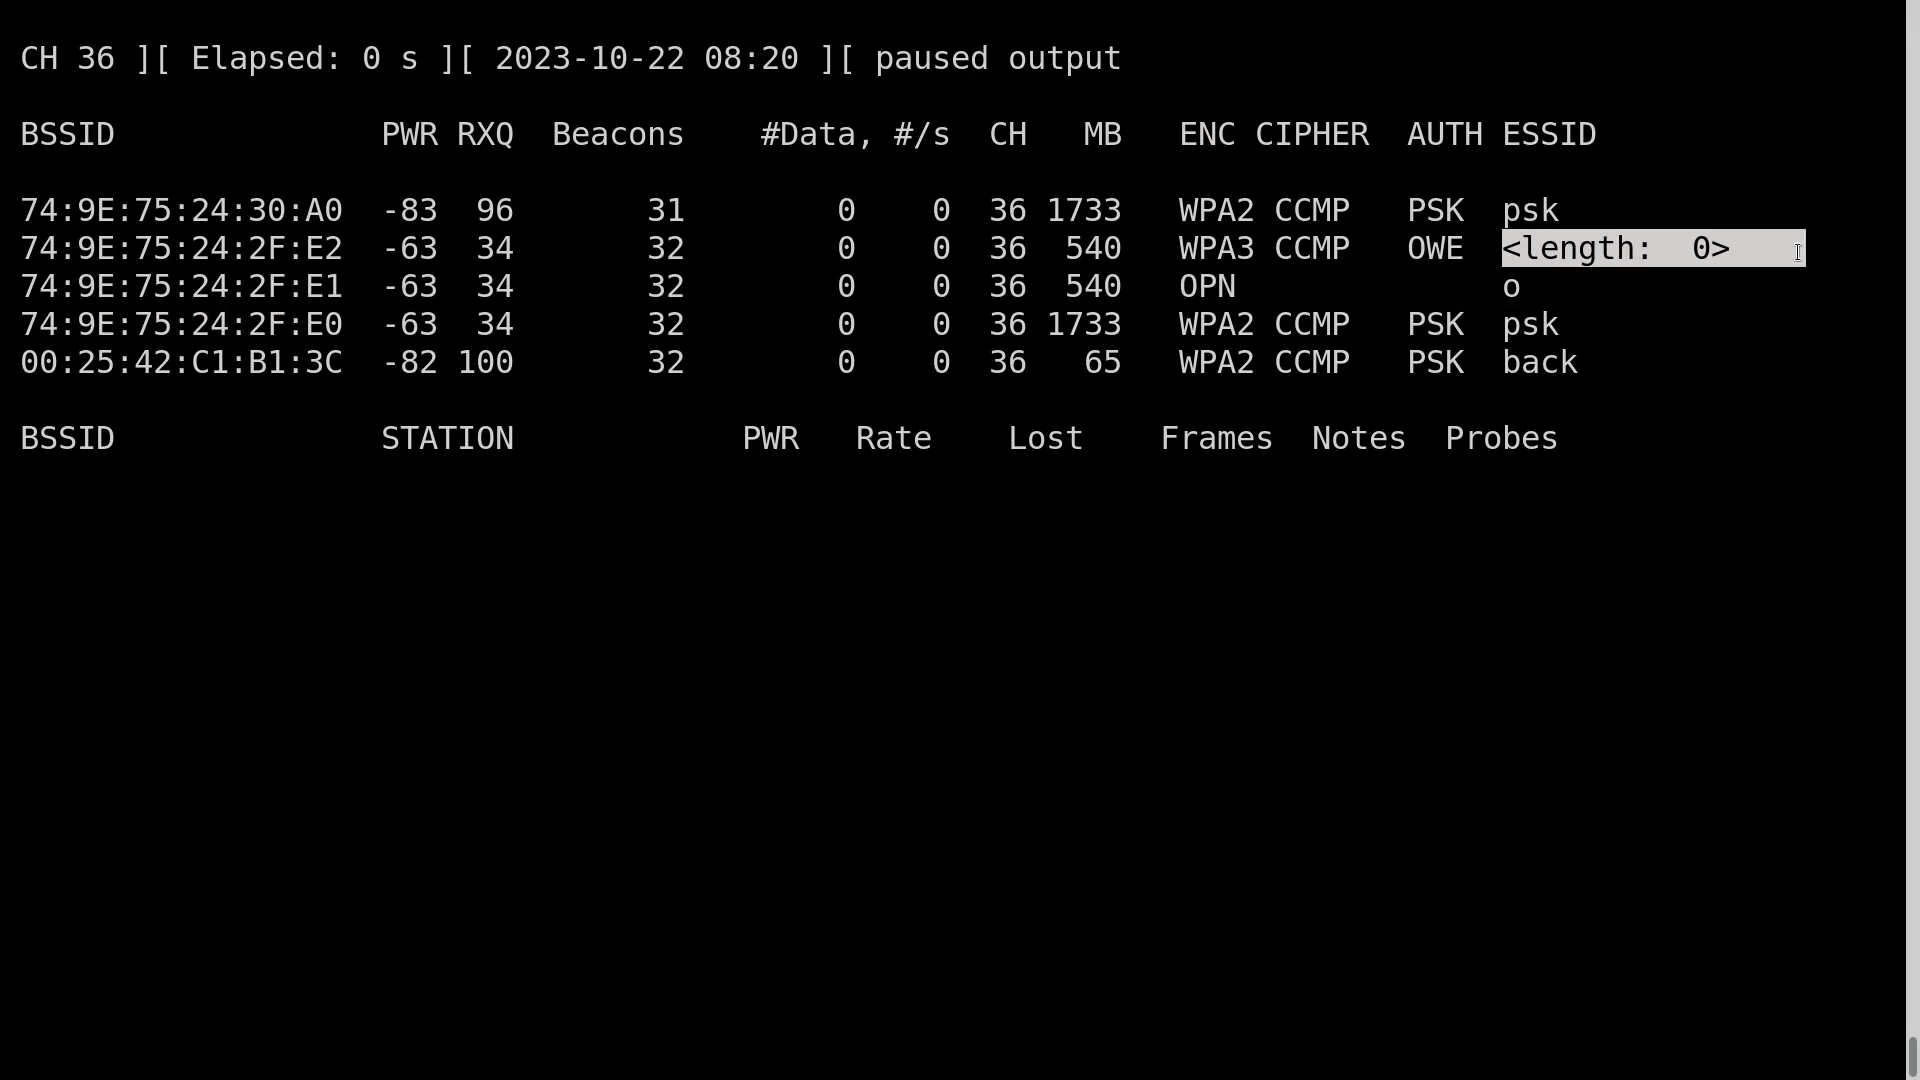 CH 36 ][ Elapsed: 0 s ][ 2023-10-22 08:20 ][ paused output
BSSID              PWR RXQ  Beacons    #Data, #/s  CH   MB   ENC CIPHER  AUTH ESSID
74:9E:75:24:30:A0  -83  96       31        0    0  36 1733   WPA2 CCMP   PSK  psk
74:9E:75:24:2F:E2  -63  34       32        0    0  36  540   WPA3 CCMP   OWE  <length:  0>
74:9E:75:24:2F:E1  -63  34       32        0    0  36  540   OPN              o
74:9E:75:24:2F:E0  -63  34       32        0    0  36 1733   WPA2 CCMP   PSK  psk
00:25:42:C1:B1:3C  -82 100       32        0    0  36   65   WPA2 CCMP   PSK  back
BSSID              STATION            PWR   Rate    Lost    Frames  Notes  Probes